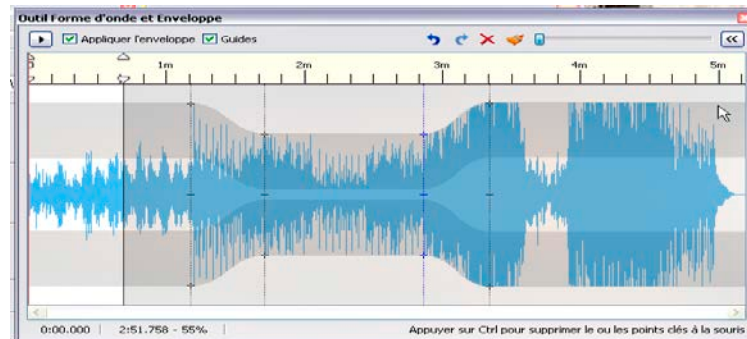 Outil Forme d'onde et Enveloppe
Appliquer l'enveloppe Guides
1m 2m 3m 4m 5m
0:00.000 2:51.758 - 55% Appuyer sur Ctrl pour supprimer le ou les points clés à la souris